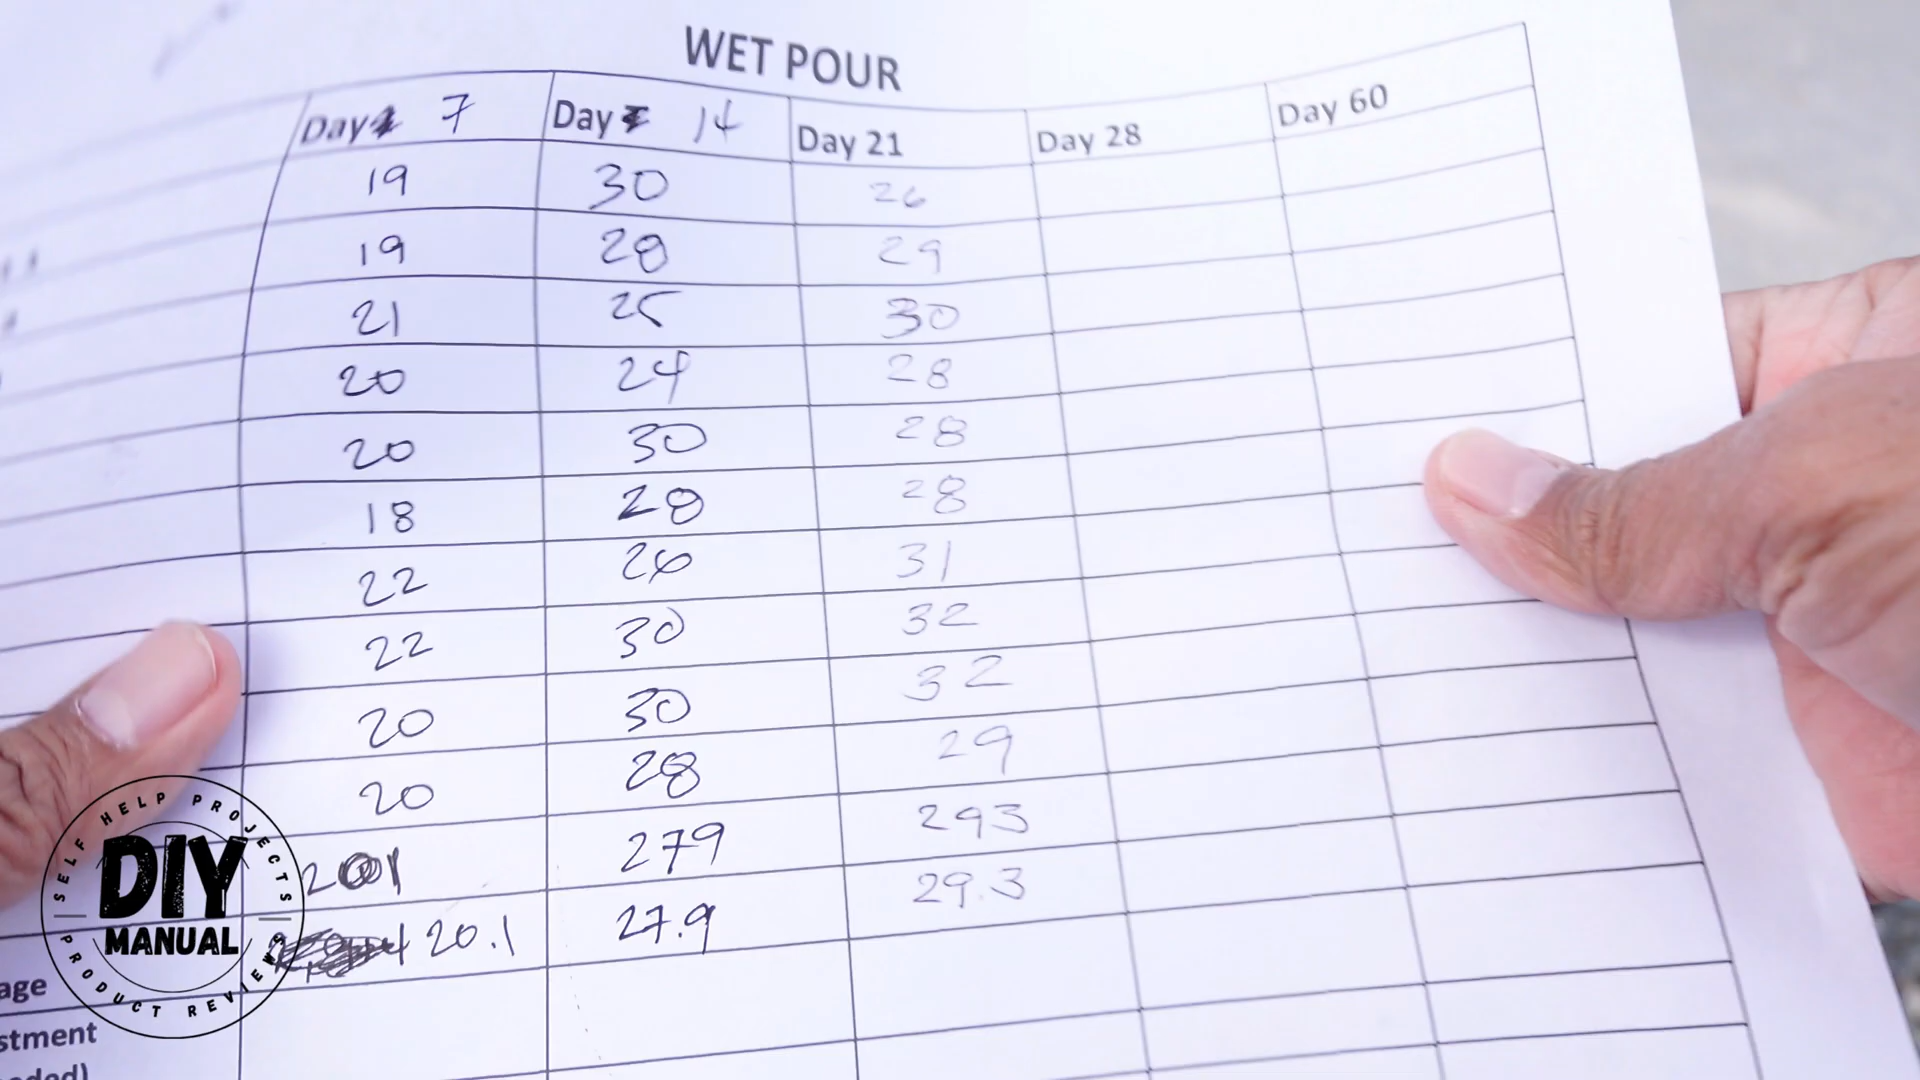 WET POUR
Day 7 Day 14 Day 21 Day 28 Day 60
19 30 26
19 28 29
21 25 30
20 24 28
20 30 28
18 28 28
22 26 31
22 30 32
20 30 32
20 28 29
201 279 293
20.1 27.9 29.3
age
stment
eded)
SELF HELP PROJECTS
DIY
MANUAL
PRODUCT REVIEWS